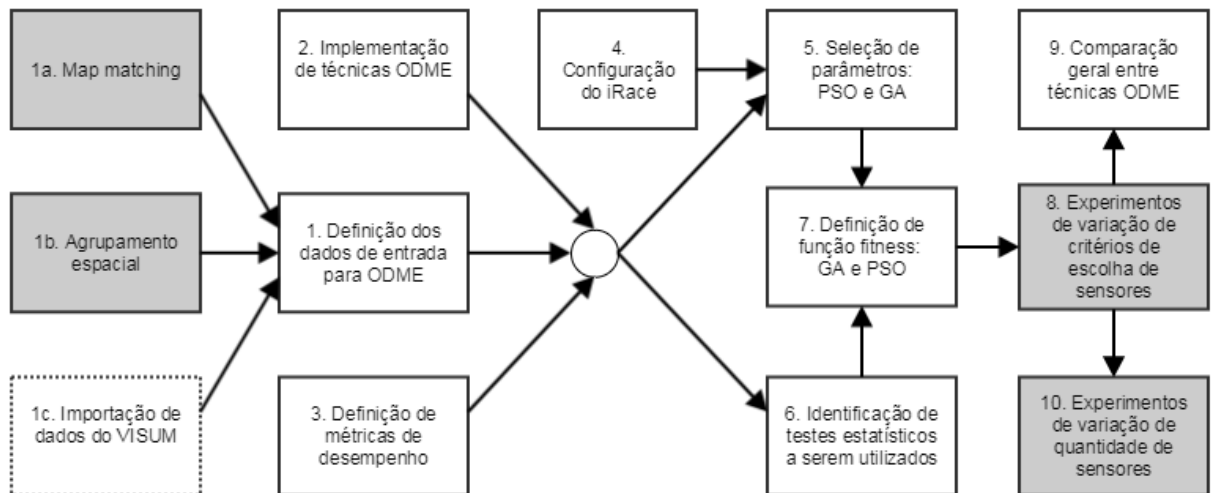 1a. Map matching
2. Implementação
de técnicas ODME
4.
Configuração
do iRace
5. Seleção de
parâmetros:
PSO e GA
9. Comparação
geral entre
técnicas ODME
1b. Agrupamento
espacial
1. Definição dos
dados de entrada
para ODME
7. Definição de
função fitness:
GA e PSO
8. Experimentos
de variação de
critérios de
escolha de
sensores
1c. Importação de
dados do VISUM
3. Definição de
métricas de
desempenho
6. Identificação de
testes estatísticos
a serem utilizados
10. Experimentos
de variação de
quantidade de
sensores